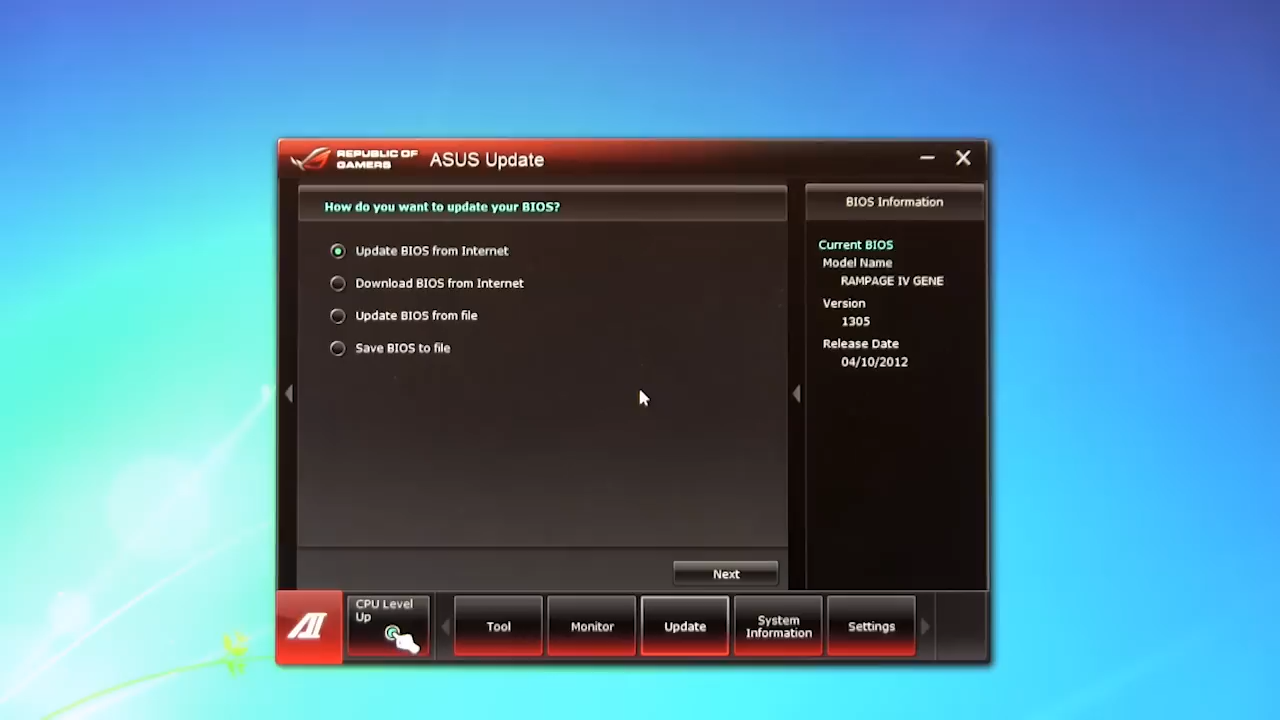 REPUBLIC OF
GAMERS
ASUS Update
How do you want to update your BIOS?
Update BIOS from Internet
Download BIOS from Internet
Update BIOS from file
Save BIOS to file
Next
BIOS Information
Current BIOS
Model Name
RAMPAGE IV GENE
Version
1305
Release Date
04/10/2012
AI
CPU Level
Up
Tool
Monitor
Update
System
Information
Settings